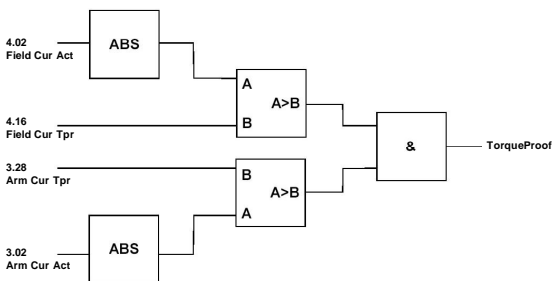 4.02
Field Cur Act
ABS
A
A>B
B
4.16
Field Cur Tpr
&
TorqueProof
3.28
Arm Cur Tpr
B
A>B
A
3.02
Arm Cur Act
ABS